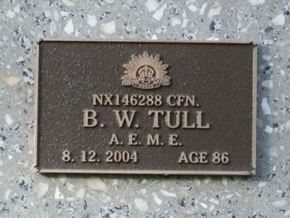 NX146288 CFN.
B. W. TULL
A. E. M. E.
8. 12. 2004 AGE 86